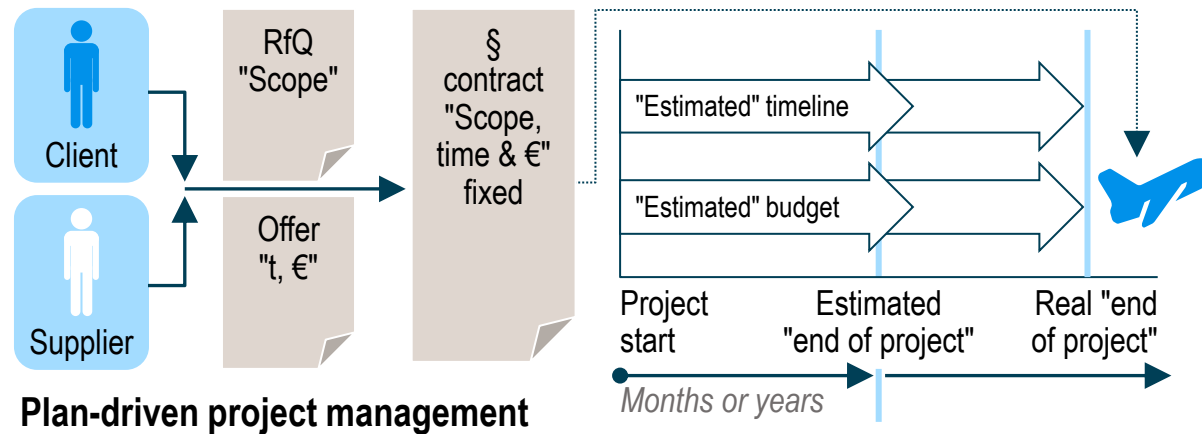 Client
Supplier
RfQ
"Scope"
Offer
"t, €"
§
contract
"Scope,
time & €"
fixed
"Estimated" timeline
"Estimated" budget
Project
start
Estimated
"end of project"
Real "end
of project"
Months or years
Plan-driven project management